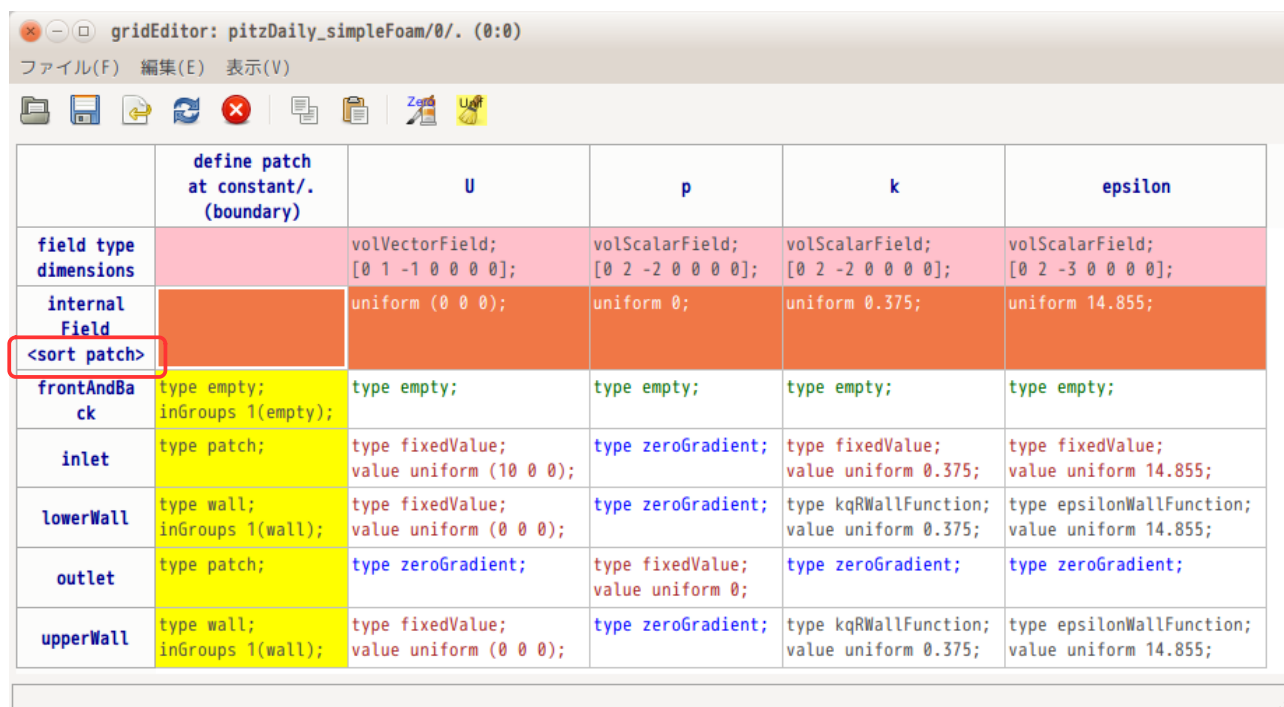 gridEditor: pitzDaily_simpleFoam/0/. (0:0)
ファイル(F) 編集(E) 表示(V)
Zero Unif
define patch
at constant/.
(boundary)
U
p
k
epsilon
field type
dimensions
volVectorField;
[0 1 -1 0 0 0 0];
volScalarField;
[0 2 -2 0 0 0 0];
volScalarField;
[0 2 -2 0 0 0 0];
volScalarField;
[0 2 -3 0 0 0 0];
internal
Field
<sort patch>
uniform (0 0 0);
uniform 0;
uniform 0.375;
uniform 14.855;
frontAndBa
ck
type empty;
inGroups 1(empty);
type empty;
type empty;
type empty;
type empty;
inlet
type patch;
type fixedValue;
value uniform (10 0 0);
type zeroGradient;
type fixedValue;
value uniform 0.375;
type fixedValue;
value uniform 14.855;
lowerWall
type wall;
inGroups 1(wall);
type fixedValue;
value uniform (0 0 0);
type zeroGradient;
type kqRWallFunction;
value uniform 0.375;
type epsilonWallFunction;
value uniform 14.855;
outlet
type patch;
type zeroGradient;
type fixedValue;
value uniform 0;
type zeroGradient;
type zeroGradient;
upperWall
type wall;
inGroups 1(wall);
type fixedValue;
value uniform (0 0 0);
type zeroGradient;
type kqRWallFunction;
value uniform 0.375;
type epsilonWallFunction;
value uniform 14.855;